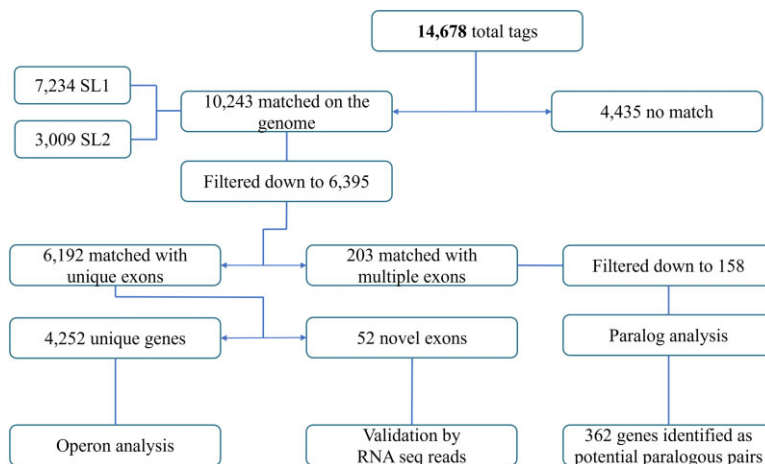 14,678 total tags
7,234 SL1
10,243 matched on the
genome
4,435 no match
3,009 SL2
Filtered down to 6,395
6,192 matched with
unique exons
203 matched with
multiple exons
Filtered down to 158
4,252 unique genes
52 novel exons
Paralog analysis
Operon analysis
Validation by
RNA seq reads
362 genes identified as
potential paralogous pairs